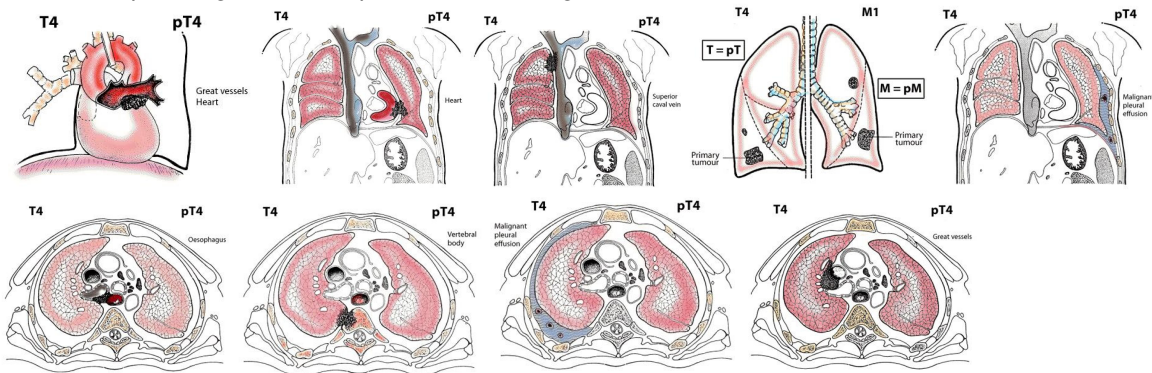 T4
pT4
Great vessels
Heart
T4
pT4
Heart
T4
pT4
Superior
caval vein
T4
M1
T = pT
M = pM
Primary
tumour
Primary
tumour
T4
pT4
Malignant
pleural
effusion
T4
pT4
Oesophagus
T4
pT4
Vertebral
body
Malignant
pleural
effusion
T4
pT4
T4
pT4
Great vessels